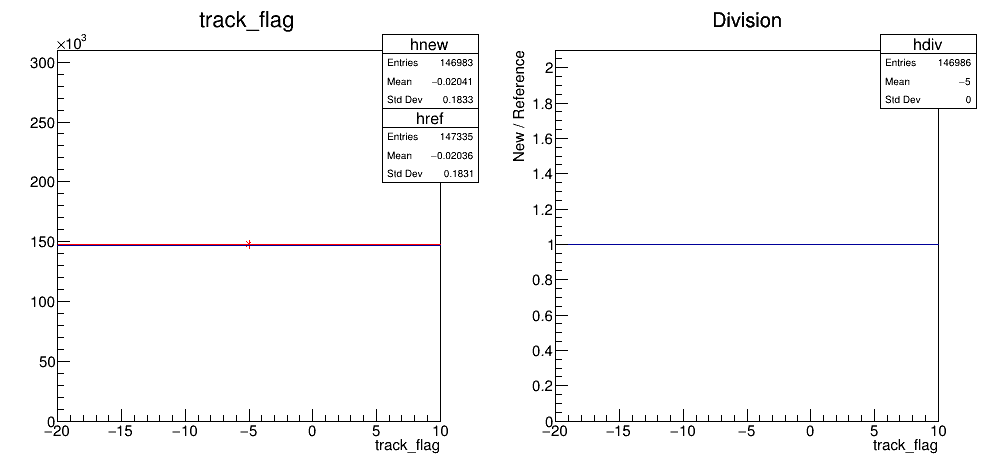 track_flag
×10³
300
250
200
150
100
50
0
−20 −15 −10 −5 0 5 10
track_flag
hnew
Entries 146983
Mean −0.02041
Std Dev 0.1833
href
Entries 147335
Mean −0.02036
Std Dev 0.1831
Division
New / Reference
2
1.8
1.6
1.4
1.2
1
0.8
0.6
0.4
0.2
0
−20 −15 −10 −5 0 5 10
track_flag
hdiv
Entries 146986
Mean −5
Std Dev 0